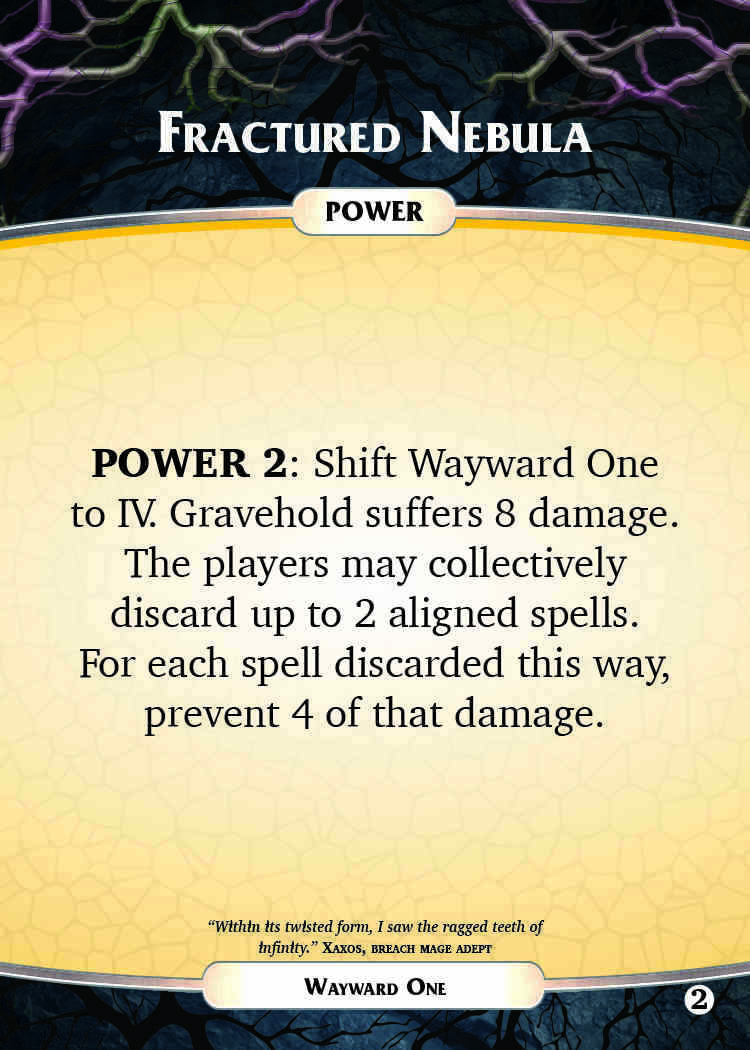 Fractured Nebula
POWER
POWER 2: Shift Wayward One
to IV. Gravehold suffers 8 damage.
The players may collectively
discard up to 2 aligned spells.
For each spell discarded this way,
prevent 4 of that damage.
“Within its twisted form, I saw the ragged teeth of
infinity.” Xaxos, breach mage adept
Wayward One
2